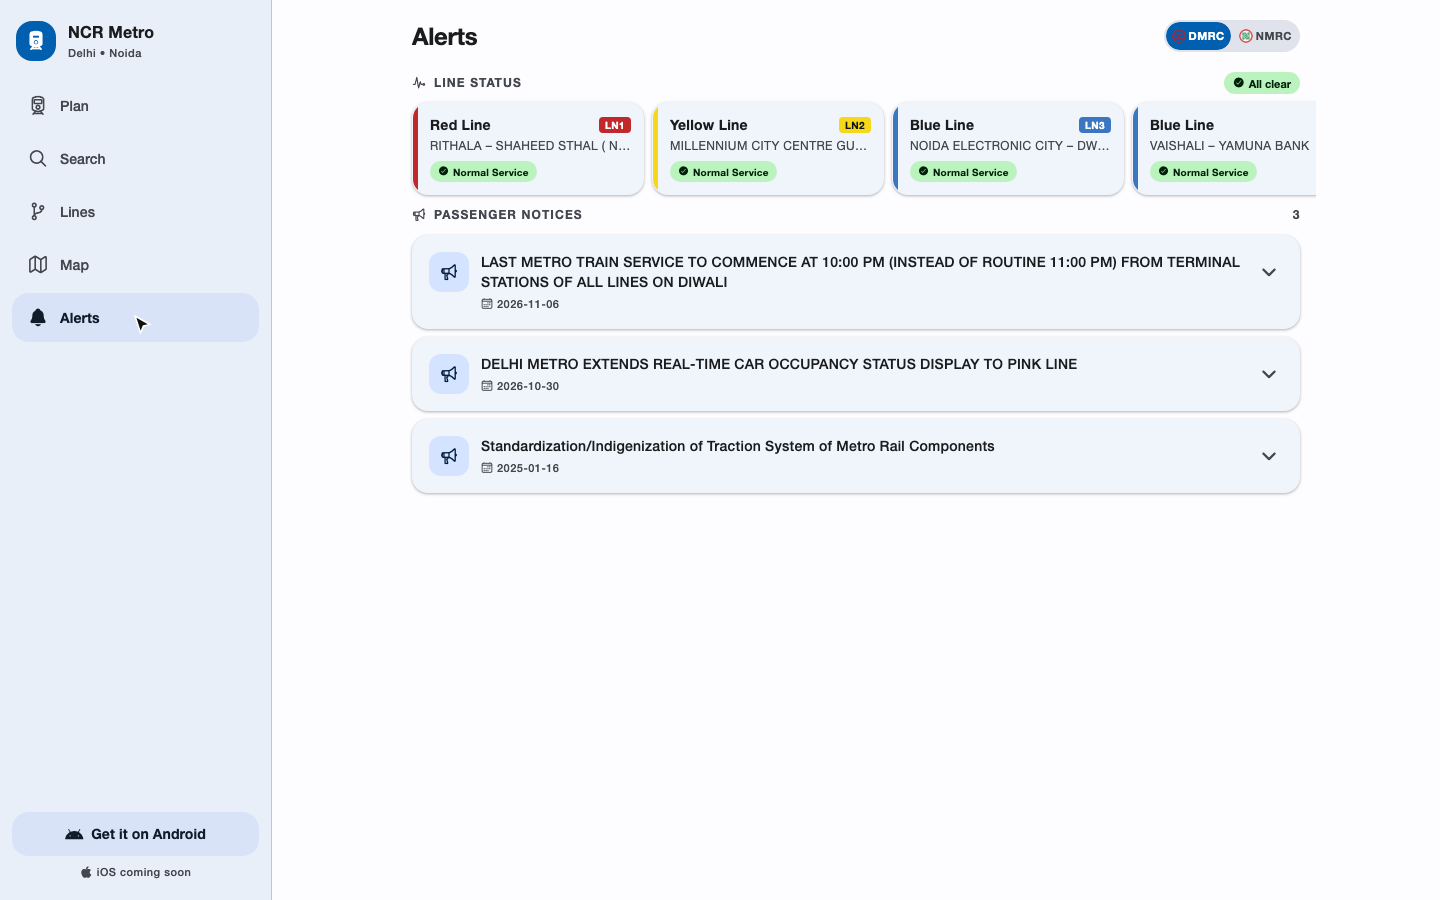 NCR Metro
Delhi • Noida
Plan
Search
Lines
Map
Alerts
Get it on Android
iOS coming soon
Alerts
DMRC
NMRC
LINE STATUS
All clear
Red Line
LN1
RITHALA – SHAHEED STHAL ( N...
Normal Service
Yellow Line
LN2
MILLENNIUM CITY CENTRE GU...
Normal Service
Blue Line
LN3
NOIDA ELECTRONIC CITY – DW...
Normal Service
Blue Line
VAISHALI – YAMUNA BANK
Normal Service
PASSENGER NOTICES
3
LAST METRO TRAIN SERVICE TO COMMENCE AT 10:00 PM (INSTEAD OF ROUTINE 11:00 PM) FROM TERMINAL
STATIONS OF ALL LINES ON DIWALI
2026-11-06
DELHI METRO EXTENDS REAL-TIME CAR OCCUPANCY STATUS DISPLAY TO PINK LINE
2026-10-30
Standardization/Indigenization of Traction System of Metro Rail Components
2025-01-16